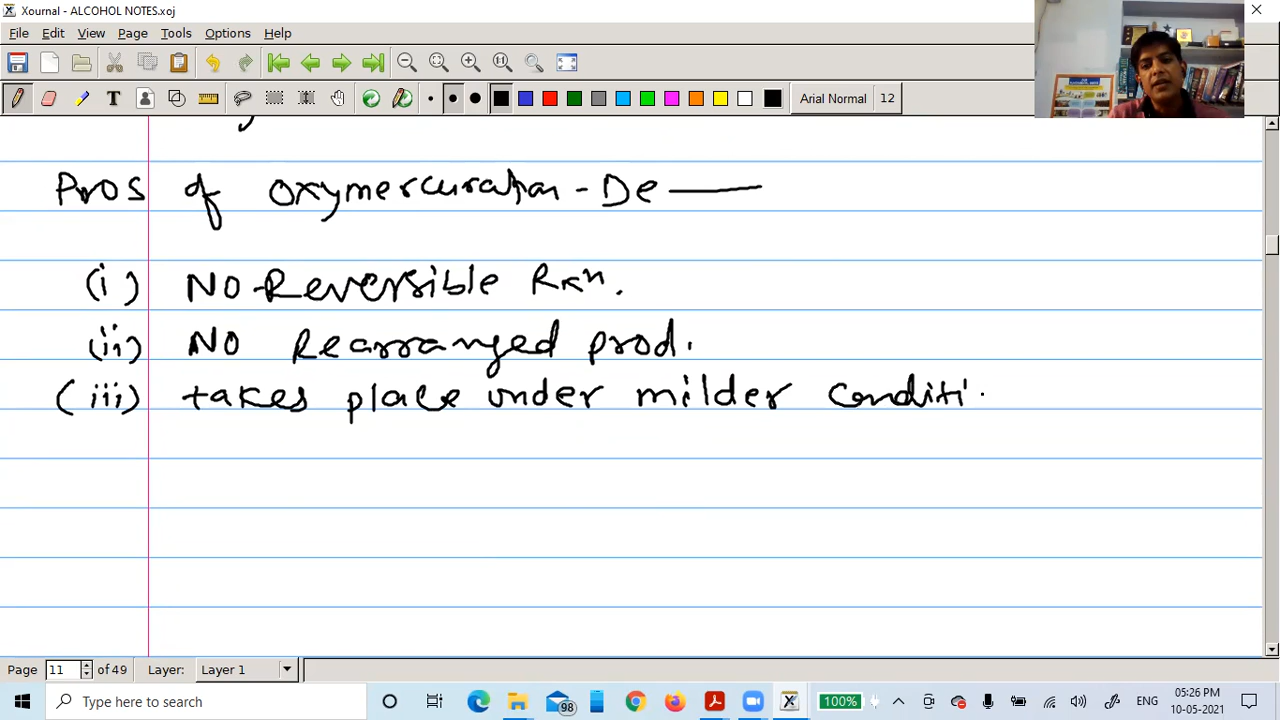 Xournal - ALCOHOL NOTES.xoj
File Edit View Page Tools Options Help
Arial Normal 12
Pros of oxymercuration - De ———
(i) NO Reversible Rxn.
(ii) NO Rearranged prod.
(iii) takes place under milder conditi
Page 11 of 49 Layer: Layer 1
Type here to search
98
100%
ENG
05:26 PM
10-05-2021